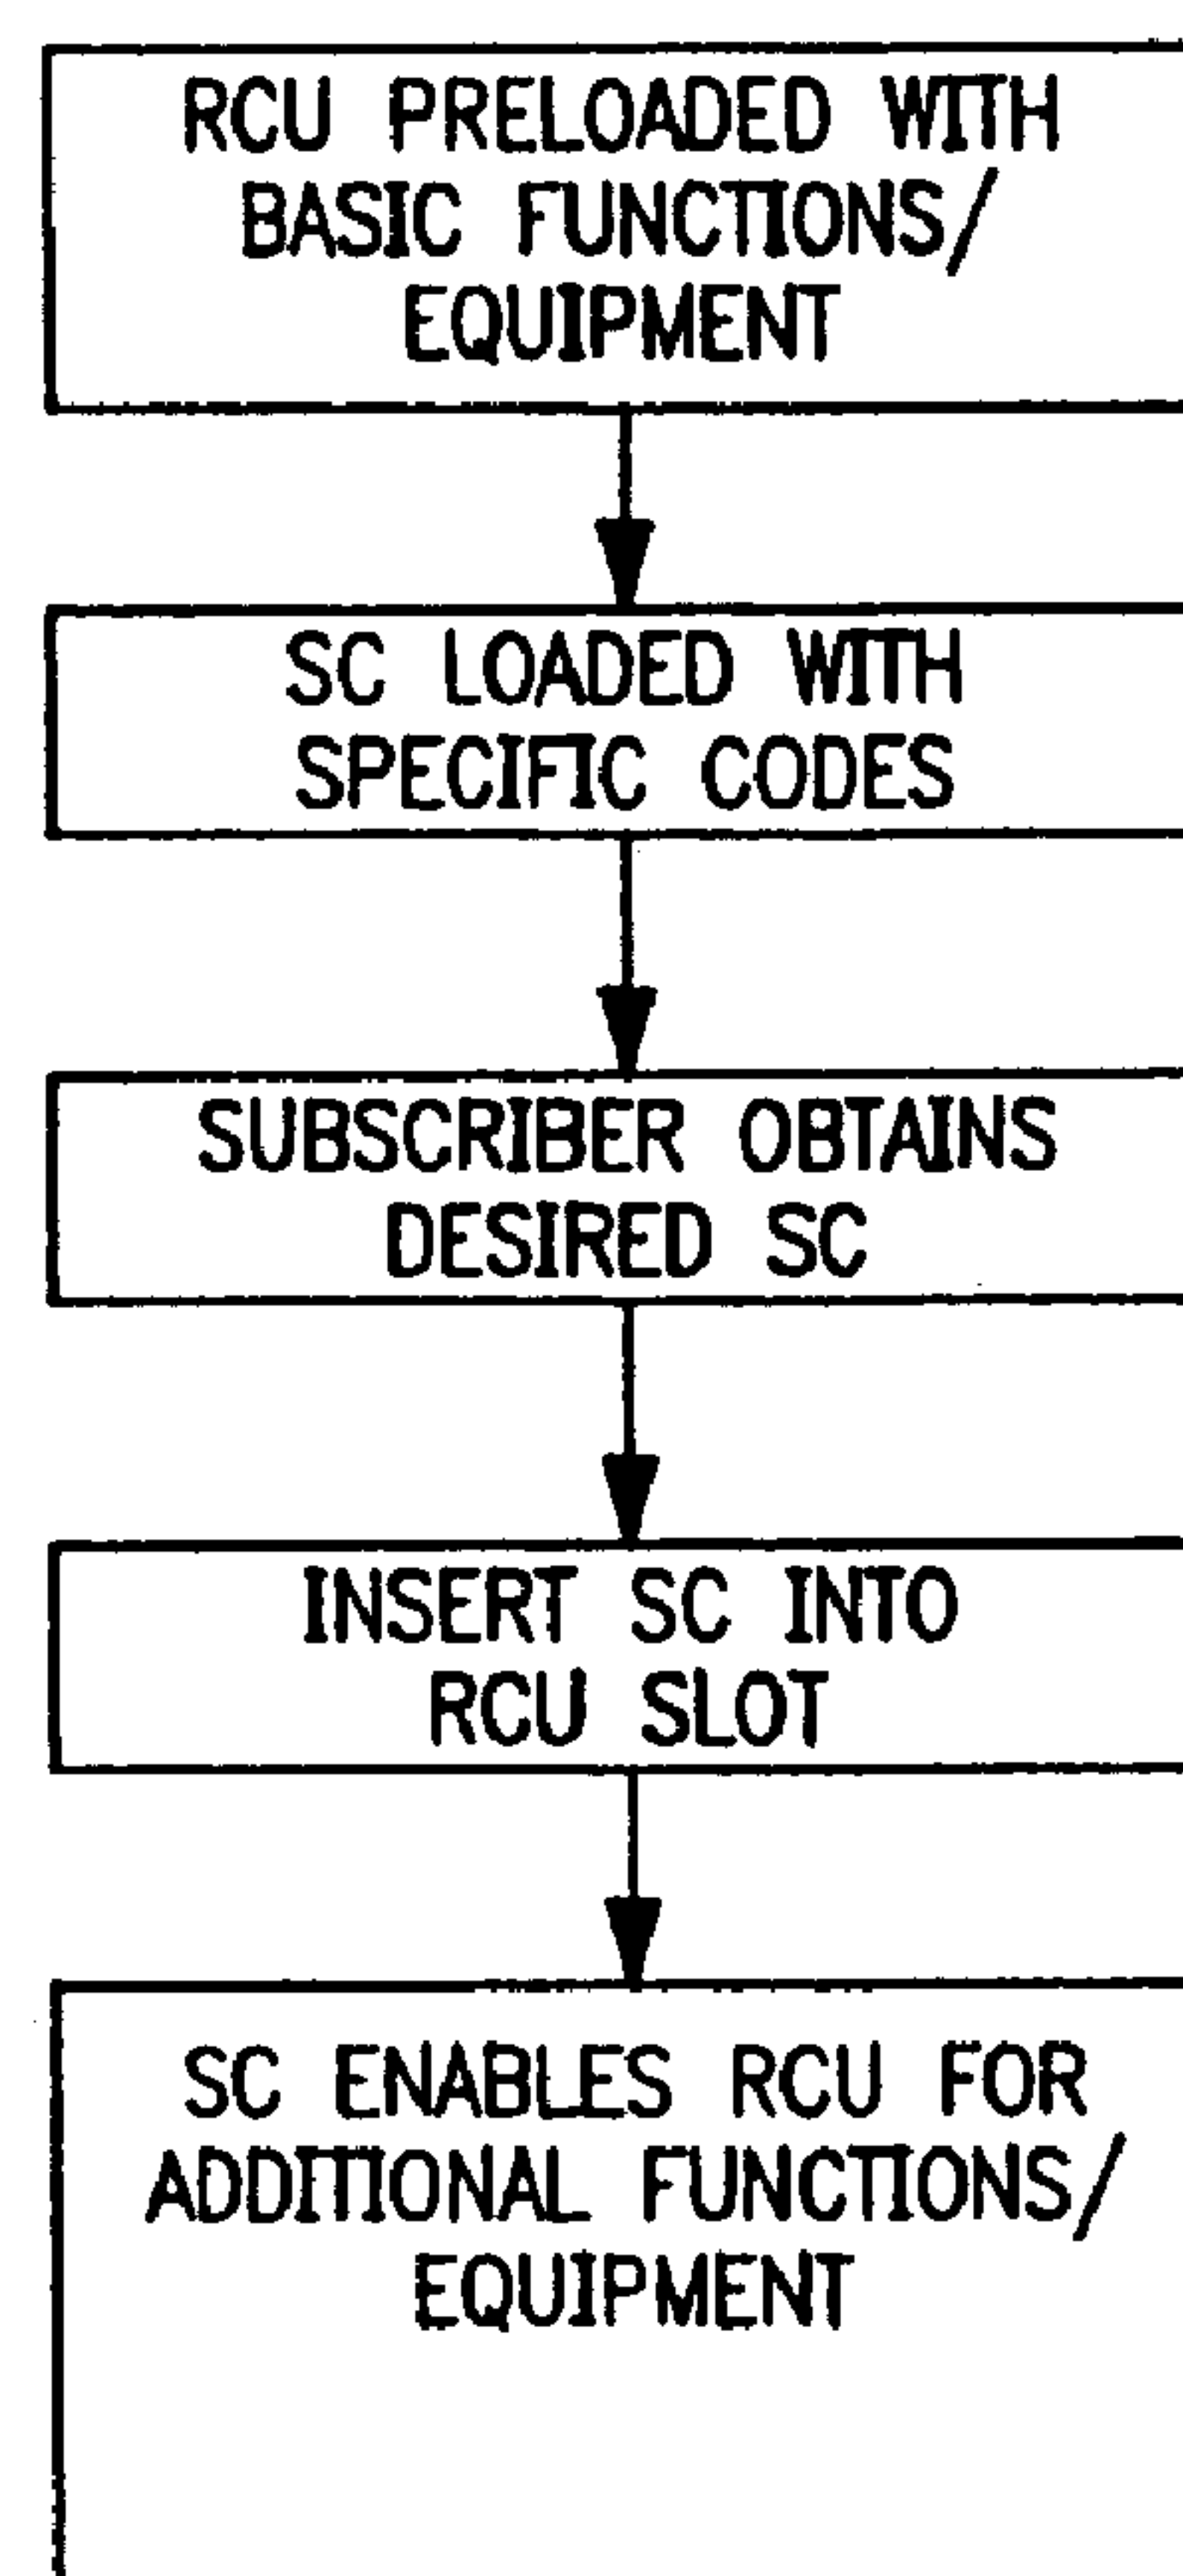 RCU PRELOADED WITH
BASIC FUNCTIONS/
EQUIPMENT
SC LOADED WITH
SPECIFIC CODES
SUBSCRIBER OBTAINS
DESIRED SC
INSERT SC INTO
RCU SLOT
SC ENABLES RCU FOR
ADDITIONAL FUNCTIONS/
EQUIPMENT